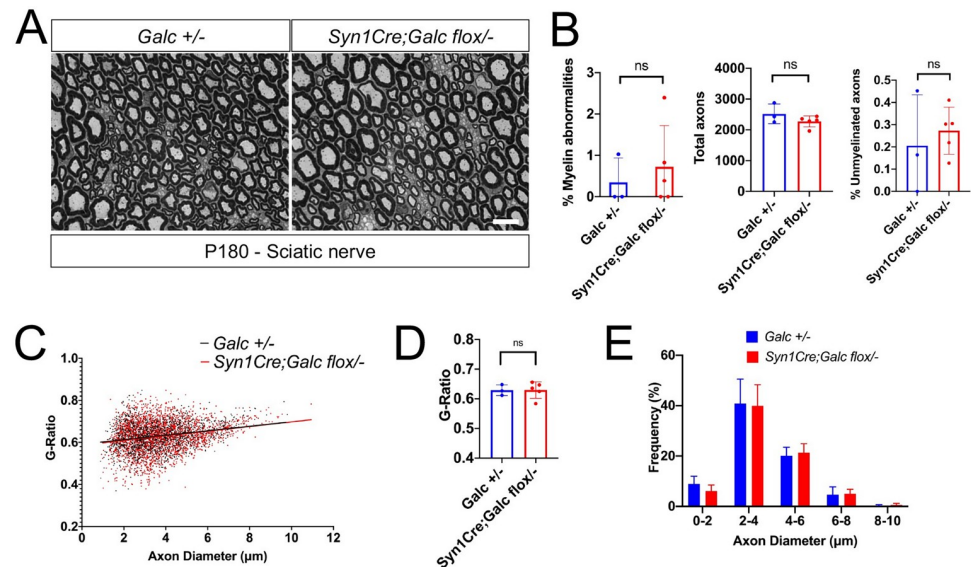 A
Galc +/-
Syn1Cre;Galc flox/-
P180 - Sciatic nerve
B
% Myelin abnormalities
3
2
1
0
ns
Galc +/-
Syn1Cre;Galc flox/-
Total axons
4000
3000
2000
1000
0
ns
Galc +/-
Syn1Cre;Galc flox/-
% Unmyelinated axons
0.5
0.4
0.3
0.2
0.1
0.0
ns
Galc +/-
Syn1Cre;Galc flox/-
C
Galc +/-
Syn1Cre;Galc flox/-
G-Ratio
1.0
0.8
0.6
0.4
0.2
0 2 4 6 8 10 12
Axon Diameter (μm)
D
G-Ratio
0.8
0.7
0.6
0.5
0.4
ns
Galc +/-
Syn1Cre;Galc flox/-
E
Galc +/-
Syn1Cre;Galc flox/-
Frequency (%)
60
40
20
0
0-2 2-4 4-6 6-8 8-10
Axon Diameter (μm)